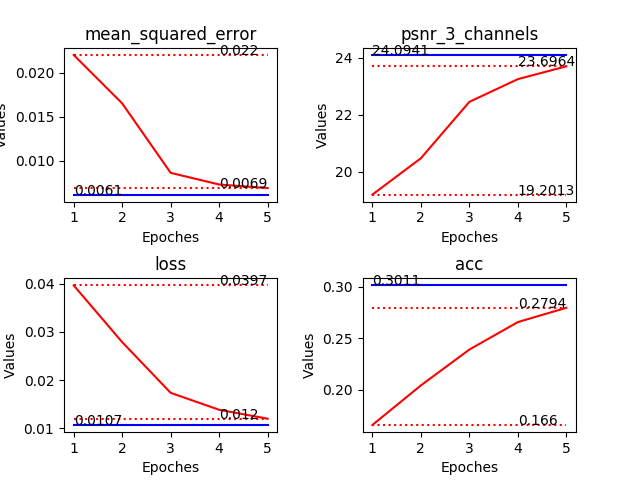 mean_squared_error
0.022
0.020
0.015
0.010
Values
0.0069
0.0061
1 2 3 4 5
Epoches
psnr_3_channels
24.0941
24
23.6964
22
20
Values
19.2013
1 2 3 4 5
Epoches
loss
0.04
0.0397
0.03
0.02
0.01
Values
0.012
0.0107
1 2 3 4 5
Epoches
acc
0.30
0.3011
0.2794
0.25
0.20
Values
0.166
1 2 3 4 5
Epoches